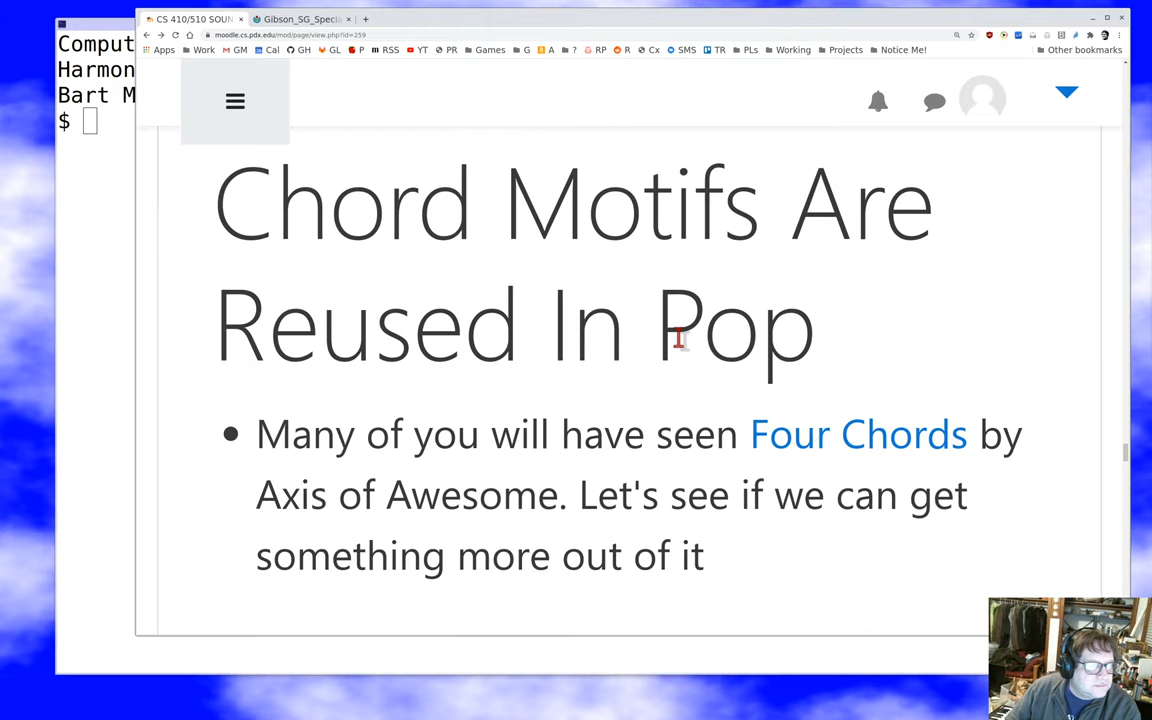 CS 410/510 SOUN
Gibson_SG_Speci
moodle.cs.pdx.edu/mod/page/view.php?id=259
Apps Work GM Cal GH GL P RSS YT PR Games G A ? RP R Cx SMS TR PLs Working Projects Notice Me! Other bookmarks
Comput
Harmon
Bart M
$
Chord Motifs Are
Reused In Pop
• Many of you will have seen Four Chords by
Axis of Awesome. Let's see if we can get
something more out of it